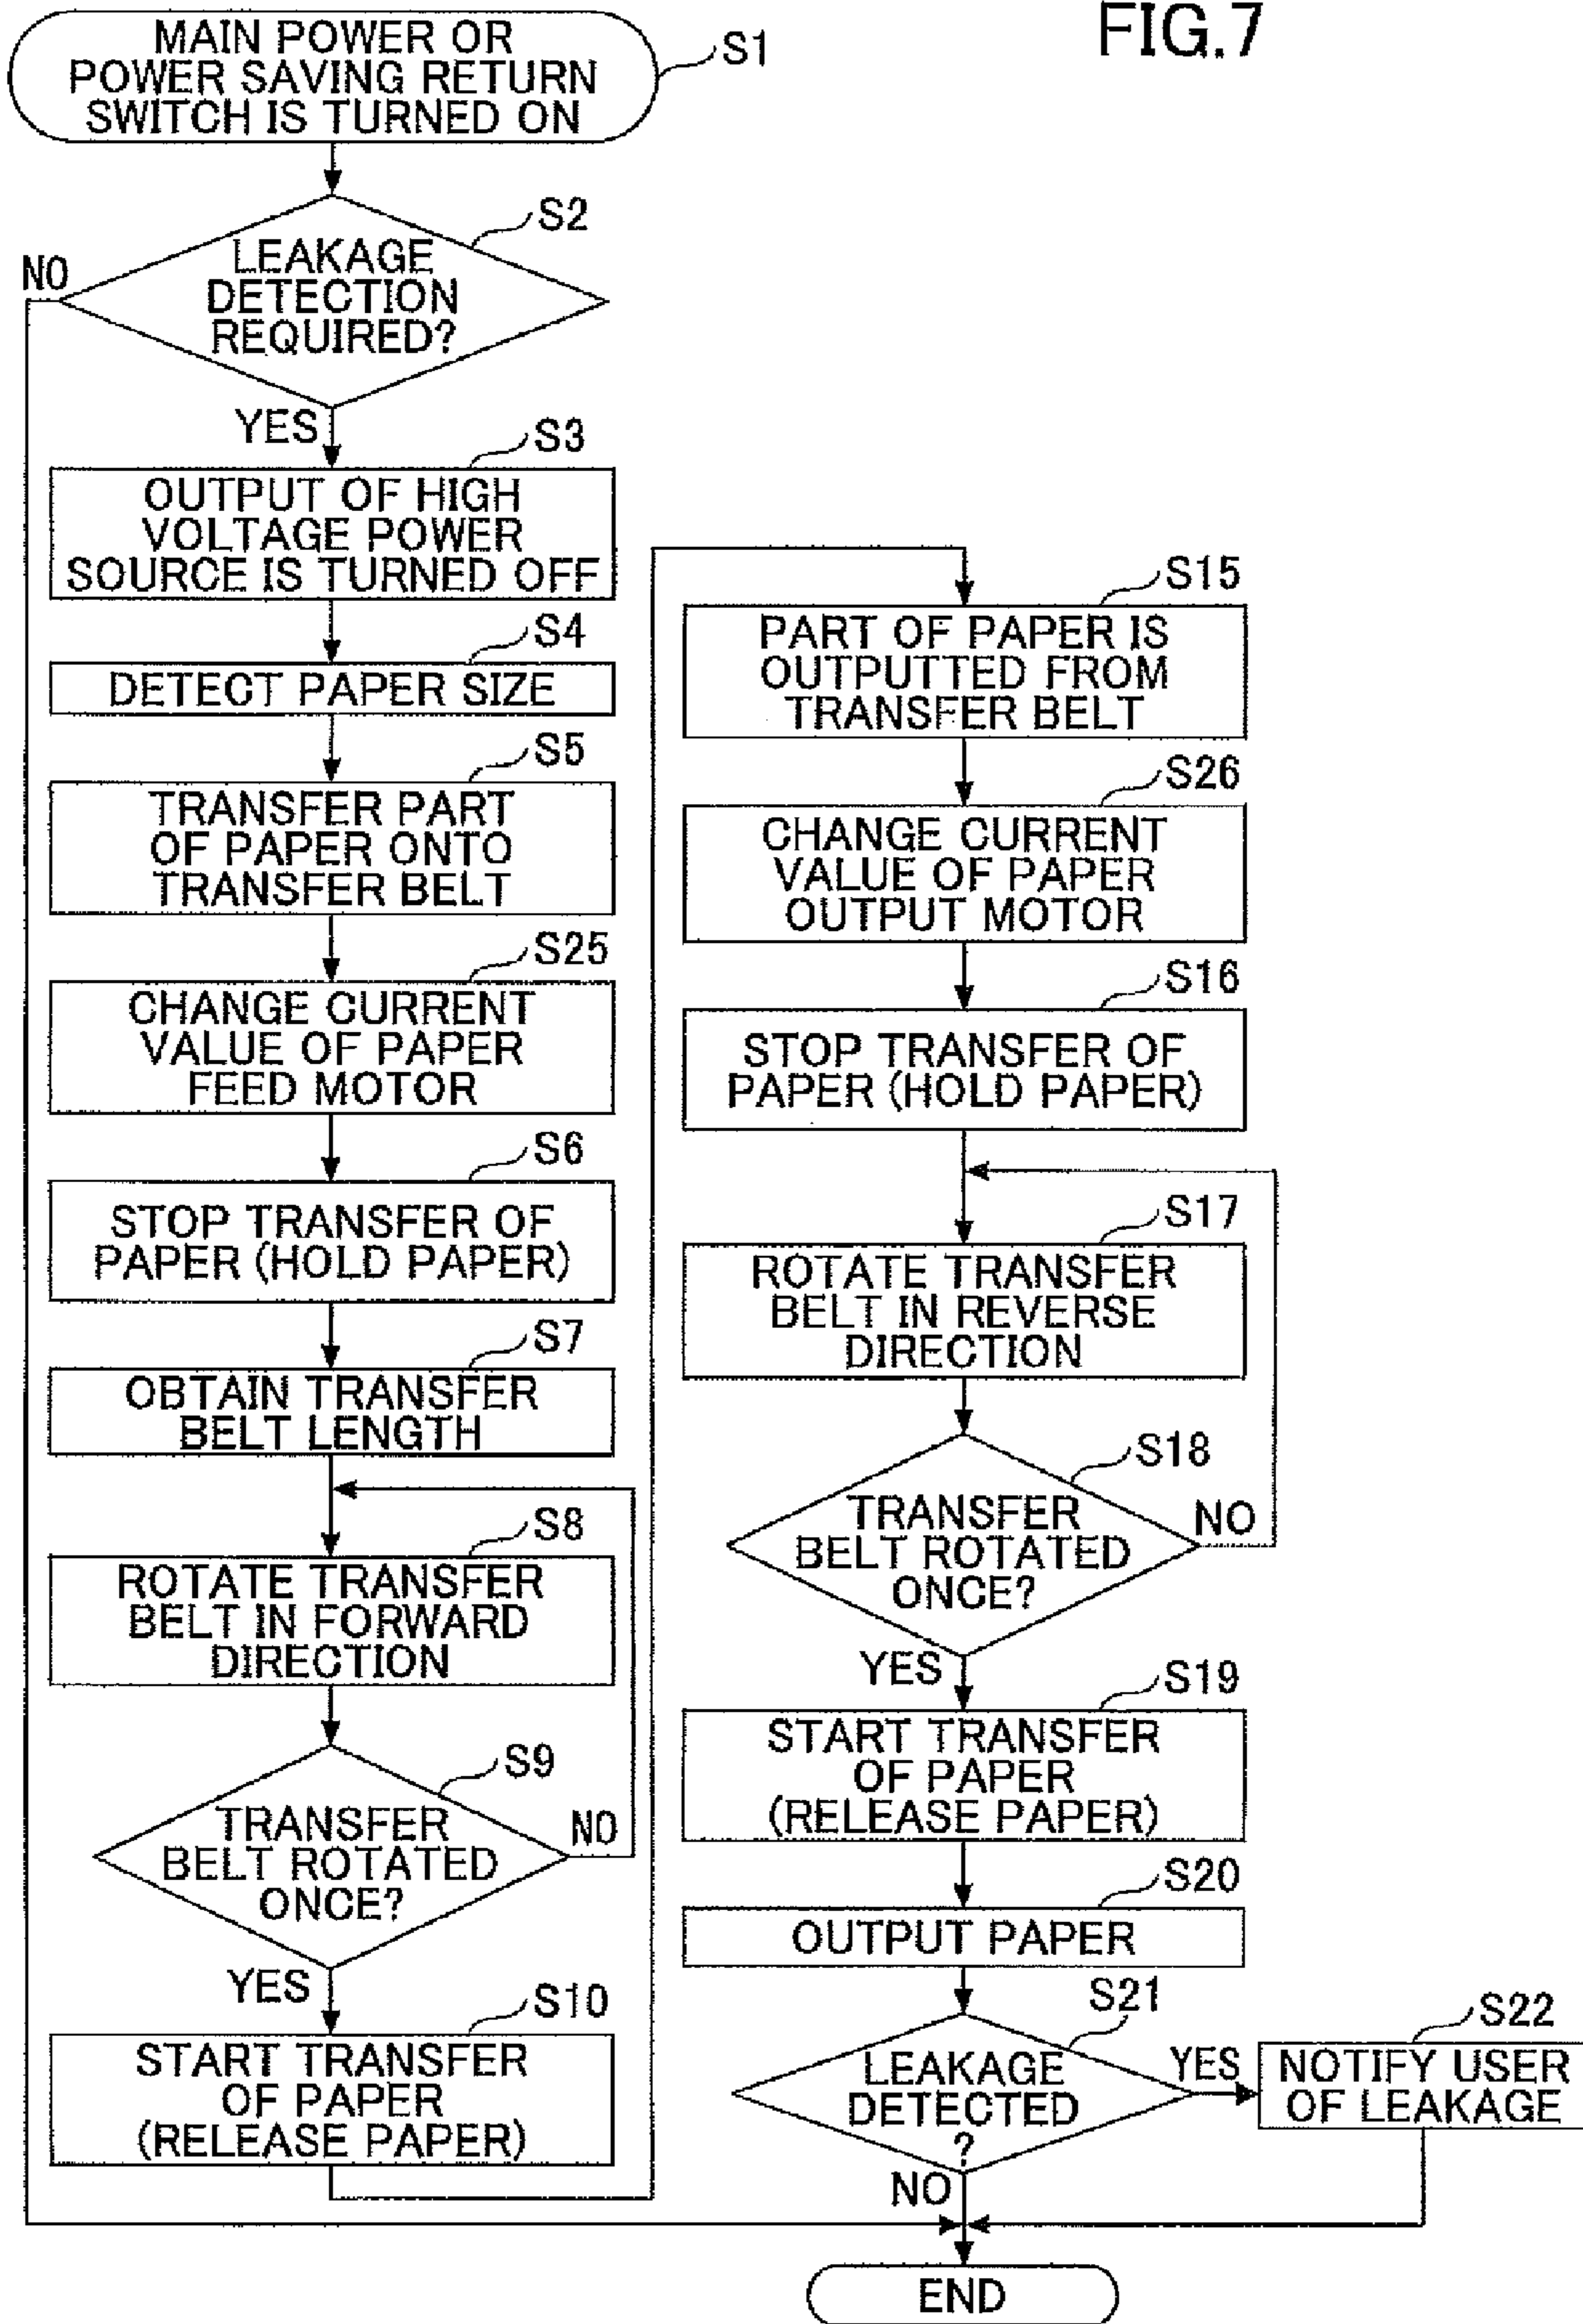 FIG.7
MAIN POWER OR
POWER SAVING RETURN
SWITCH IS TURNED ON
S1
S2
LEAKAGE
DETECTION
REQUIRED?
NO
YES
S3
OUTPUT OF HIGH
VOLTAGE POWER
SOURCE IS TURNED OFF
S4
DETECT PAPER SIZE
S5
TRANSFER PART
OF PAPER ONTO
TRANSFER BELT
S25
CHANGE CURRENT
VALUE OF PAPER
FEED MOTOR
S6
STOP TRANSFER OF
PAPER (HOLD PAPER)
S7
OBTAIN TRANSFER
BELT LENGTH
S8
ROTATE TRANSFER
BELT IN FORWARD
DIRECTION
S9
TRANSFER
BELT ROTATED
ONCE?
NO
YES
S10
START TRANSFER
OF PAPER
(RELEASE PAPER)
S15
PART OF PAPER IS
OUTPUTTED FROM
TRANSFER BELT
S26
CHANGE CURRENT
VALUE OF PAPER
OUTPUT MOTOR
S16
STOP TRANSFER OF
PAPER (HOLD PAPER)
S17
ROTATE TRANSFER
BELT IN REVERSE
DIRECTION
S18
TRANSFER
BELT ROTATED
ONCE?
NO
YES
S19
START TRANSFER
OF PAPER
(RELEASE PAPER)
S20
OUTPUT PAPER
S21
LEAKAGE
DETECTED
?
YES
NO
S22
NOTIFY USER
OF LEAKAGE
END